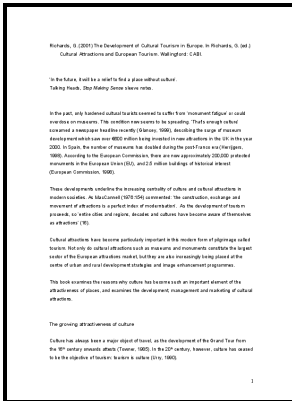 Richards, G. (2001) The Development of Cultural Tourism in Europe. In Richards, G. (ed.)
Cultural Attractions and European Tourism. Wallingford: CABI.
'In the future, it will be a relief to find a place without culture'.
Talking Heads, Stop Making Sense sleeve notes.
In the past, only hardened cultural tourists seemed to suffer from 'monument fatigue' or could
overdose on museums. This condition now seems to be spreading. 'That's enough culture'
screamed a newspaper headline recently (Glancey, 1999), describing the surge of museum
development which saw over €600 million being invested in new attractions in the UK in the year
2000. In Spain, the number of museums has doubled during the post-Franco era (Herreijgers,
1998). According to the European Commission, there are now approximately 200,000 protected
monuments in the European Union (EU), and 2.5 million buildings of historical interest
(European Commission, 1998).
These developments underline the increasing centrality of culture and cultural attractions in
modern societies. As MacCannell (1976:154) commented: 'the construction, exchange and
movement of attractions is a perfect index of modernisation'. As the development of tourism
proceeds, so 'entire cities and regions, decades and cultures have become aware of themselves
as attractions' (16).
Cultural attractions have become particularly important in this modern form of pilgrimage called
tourism. Not only do cultural attractions such as museums and monuments constitute the largest
sector of the European attractions market, but they are also increasingly being placed at the
centre of urban and rural development strategies and image enhancement programmes.
This book examines the reasons why culture has become such an important element of the
attractiveness of places, and examines the development, management and marketing of cultural
attractions.
The growing attractiveness of culture
Culture has always been a major object of travel, as the development of the Grand Tour from
the 16th century onwards attests (Towner, 1985). In the 20th century, however, culture has ceased
to be the objective of tourism: tourism is culture (Urry, 1990).
1